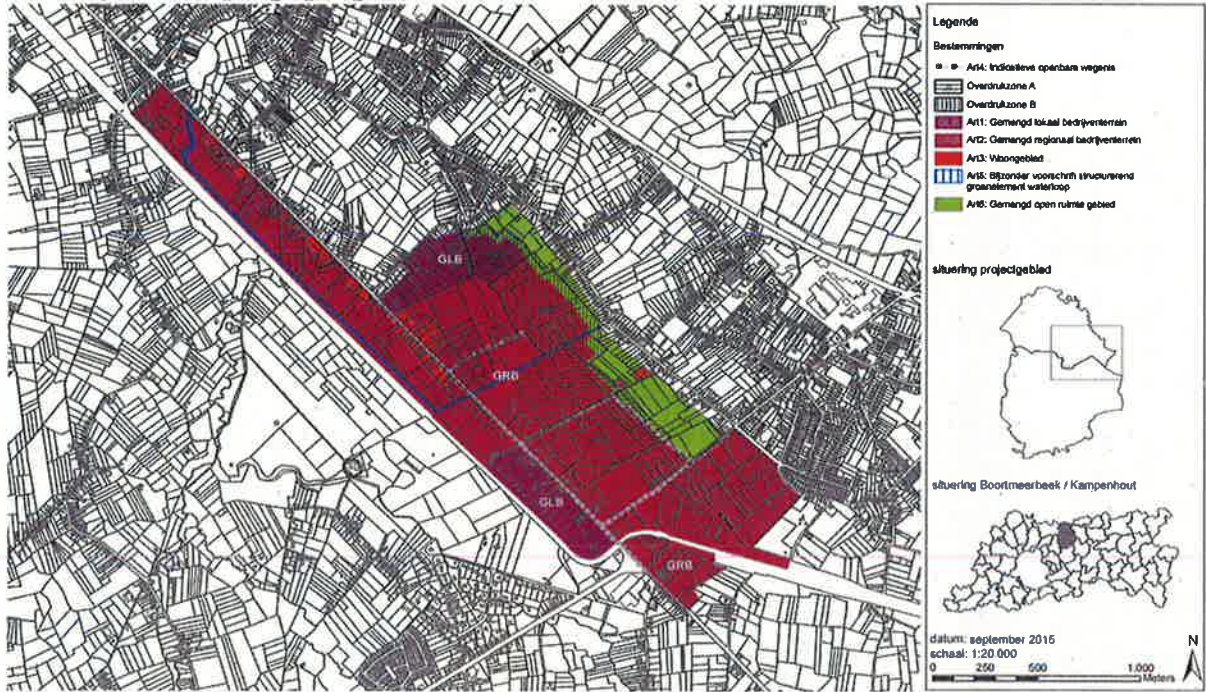 GLB
GRB
GLB
GRB
Legende
Bestemmingen
Art4: Indicatieve openbare wegenis
Overdrukzone A
Overdrukzone B
GLB Art1: Gemengd lokaal bedrijventerrein
Art2: Gemengd regionaal bedrijventerrein
Art3: Woongebied
Art5: Bijzonder voorschrift structurerend
groenelement waterloop
Art6: Gemengd open ruimte gebied
situering projectgebied
situering Boortmeerbeek / Kampenhout
datum: september 2015
schaal: 1:20.000
N
0 250 500 1.000
Meters